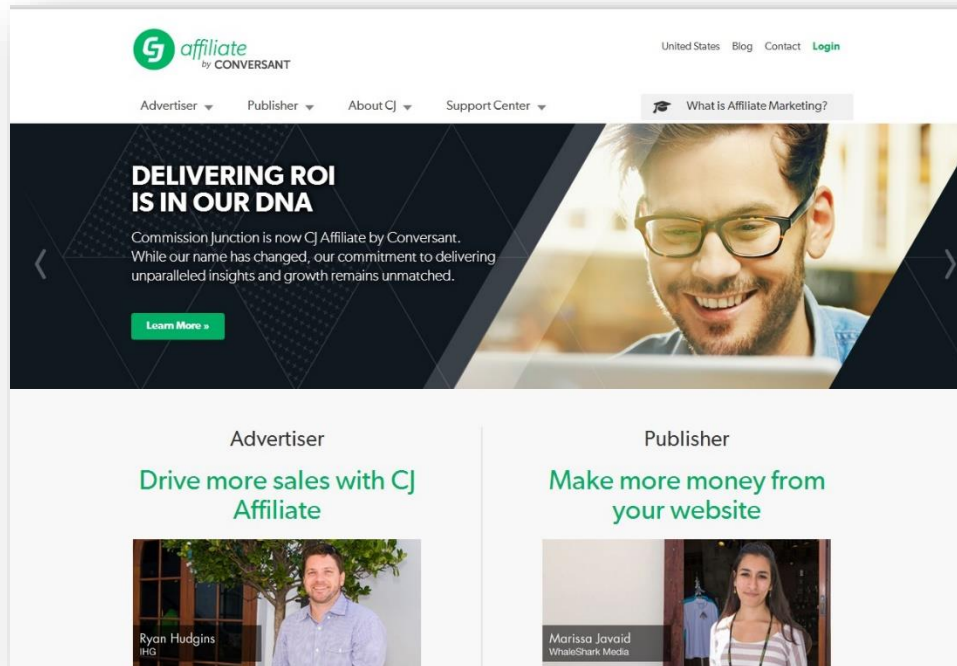 affiliate
by CONVERSANT
United States Blog Contact Login
Advertiser Publisher About CJ Support Center What is Affiliate Marketing?
DELIVERING ROI
IS IN OUR DNA
Commission Junction is now CJ Affiliate by Conversant.
While our name has changed, our commitment to delivering
unparalleled insights and growth remains unmatched.
Learn More »
Advertiser
Drive more sales with CJ
Affiliate
Ryan Hudgins
IHG
Publisher
Make more money from
your website
Marissa Javaid
WhaleShark Media